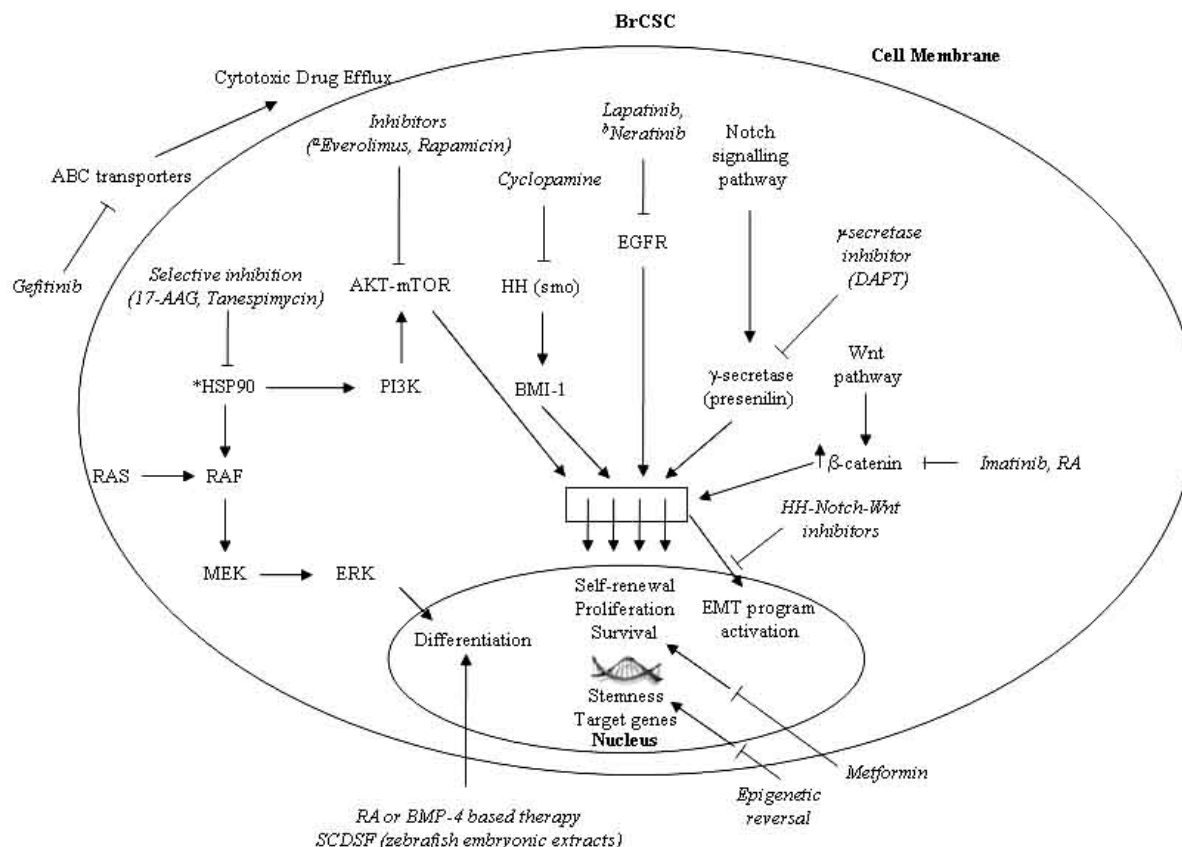 BrCSC
Cell Membrane
Cytotoxic Drug Efflux
ABC transporters
Gefitinib
Inhibitors
(ᵃEverolimus, Rapamicin)
Cyclopamine
Lapatinib,
ᵇNeratinib
Notch
signalling
pathway
EGFR
γ-secretase
inhibitor
(DAPT)
Selective inhibition
(17-AAG, Tanespimycin)
AKT-mTOR
HH (smo)
*HSP90
PI3K
BMI-1
γ-secretase
(presenilin)
Wnt
pathway
RAS
RAF
β-catenin
Imatinib, RA
HH-Notch-Wnt
inhibitors
MEK
ERK
Self-renewal
Proliferation
Survival
EMT program
activation
Differentiation
Stemness
Target genes
Nucleus
Metformin
Epigenetic
reversal
RA or BMP-4 based therapy
SCDSF (zebrafish embryonic extracts)